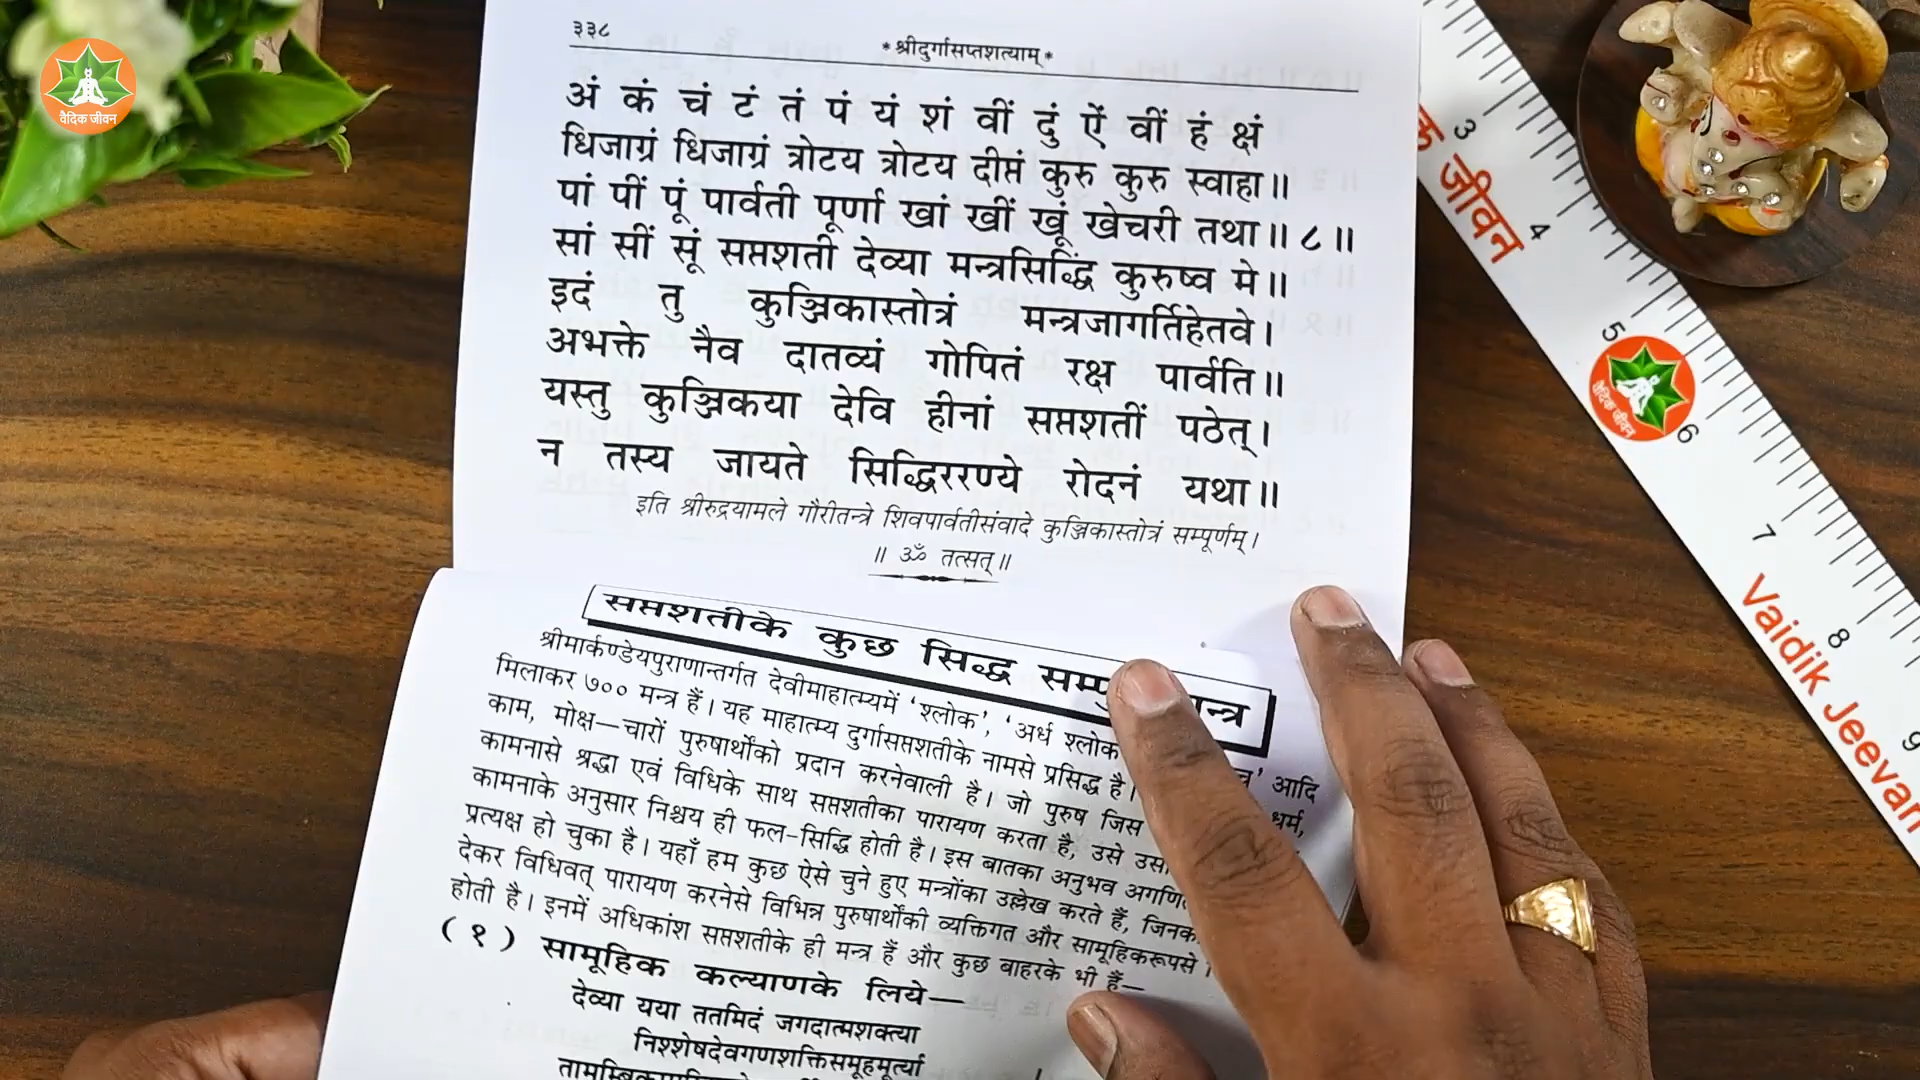 वैदिक जीवन
३३८
* श्रीदुर्गासप्तशत्याम् *
अं कं चं टं तं पं यं शं वीं दुं ऐं वीं हं क्षं
धिजाग्रं धिजाग्रं त्रोटय त्रोटय दीप्तं कुरु कुरु स्वाहा॥
पां पीं पूं पार्वती पूर्णा खां खीं खूं खेचरी तथा॥ ८॥
सां सीं सूं सप्तशती देव्या मन्त्रसिद्धिं कुरुष्व मे॥
इदं तु कुञ्जिकास्तोत्रं मन्त्रजागर्तिहेतवे।
अभक्ते नैव दातव्यं गोपितं रक्ष पार्वति॥
यस्तु कुञ्जिकया देवि हीनां सप्तशतीं पठेत्।
न तस्य जायते सिद्धिररण्ये रोदनं यथा॥
इति श्रीरुद्रयामले गौरीतन्त्रे शिवपार्वतीसंवादे कुञ्जिकास्तोत्रं सम्पूर्णम्।
॥ ॐ तत्सत्॥
सप्तशतीके कुछ सिद्ध
श्रीमार्कण्डेयपुराणान्तर्गत देवीमाहात्म्यमें ‘श्लोक’, ‘अर्ध श्लोक आदि
मिलाकर ७०० मन्त्र हैं। यह माहात्म्य दुर्गासप्तशतीके नामसे प्रसिद्ध है। धर्म,
काम, मोक्ष—चारों पुरुषार्थोंको प्रदान करनेवाली है। जो पुरुष जिस
कामनासे श्रद्धा एवं विधिके साथ सप्तशतीका पारायण करता है, उसे
कामनाके अनुसार निश्चय ही फल-सिद्धि होती है। इस बातका अनुभव
प्रत्यक्ष हो चुका है। यहाँ हम कुछ ऐसे चुने हुए मन्त्रोंका उल्लेख करते हैं,
देकर विधिवत् पारायण करनेसे विभिन्न पुरुषार्थोंकी व्यक्तिगत और सामूहिकरूपसे
होती है। इनमें अधिकांश सप्तशतीके ही मन्त्र हैं और कुछ बाहरके भी हैं—
( १ ) सामूहिक कल्याणके लिये—
देव्या यया ततमिदं जगदात्मशक्त्या
निश्शेषदेवगणशक्तिसमूहमूर्त्या
3 4 5 6 7 8 9
जीवन
वैदिक जीवन
Vaidik Jeevan